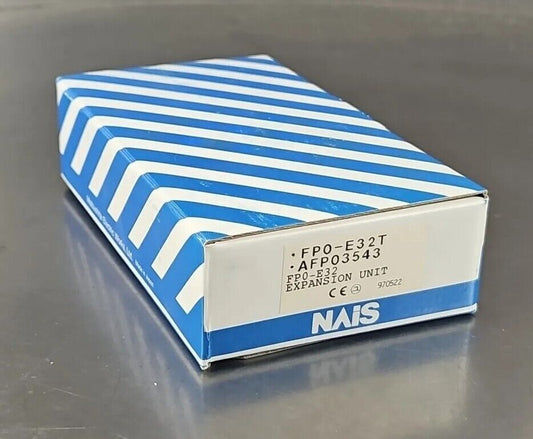 ・FP0-E32T
・AFP03543
FP0-E32
EXPANSION UNIT
CE 970522
NAiS